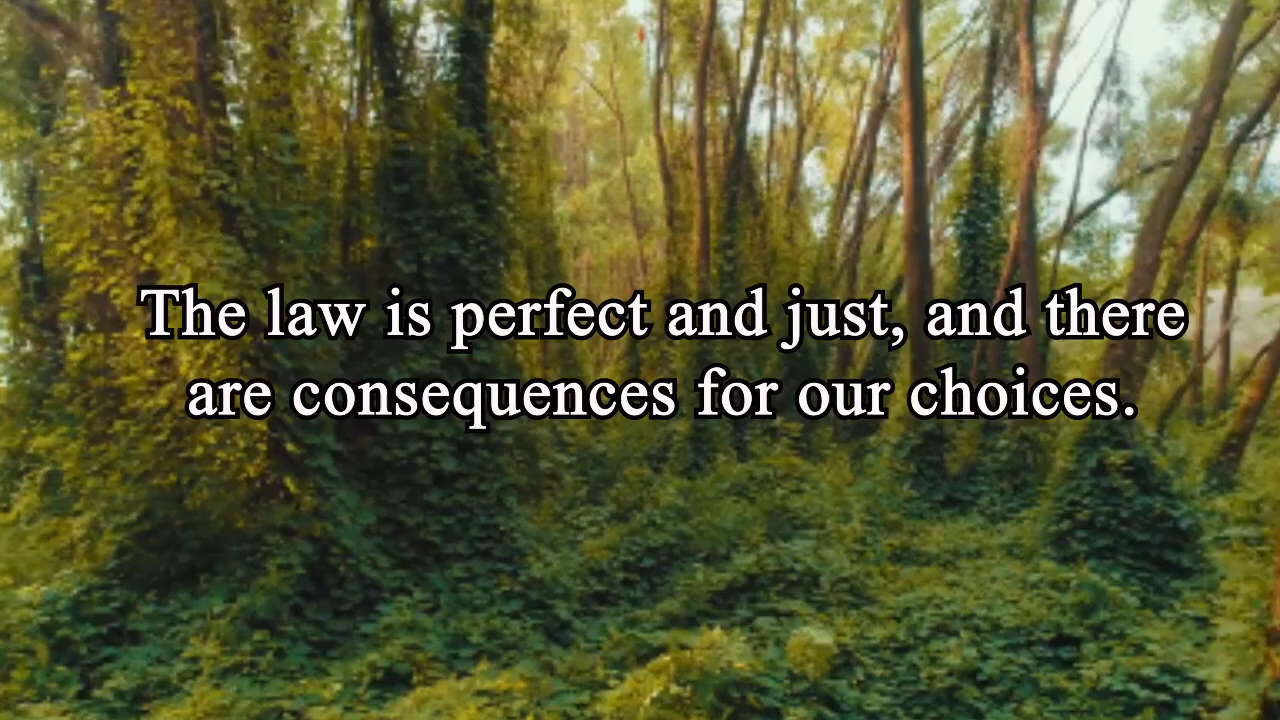 The law is perfect and just, and there
are consequences for our choices.